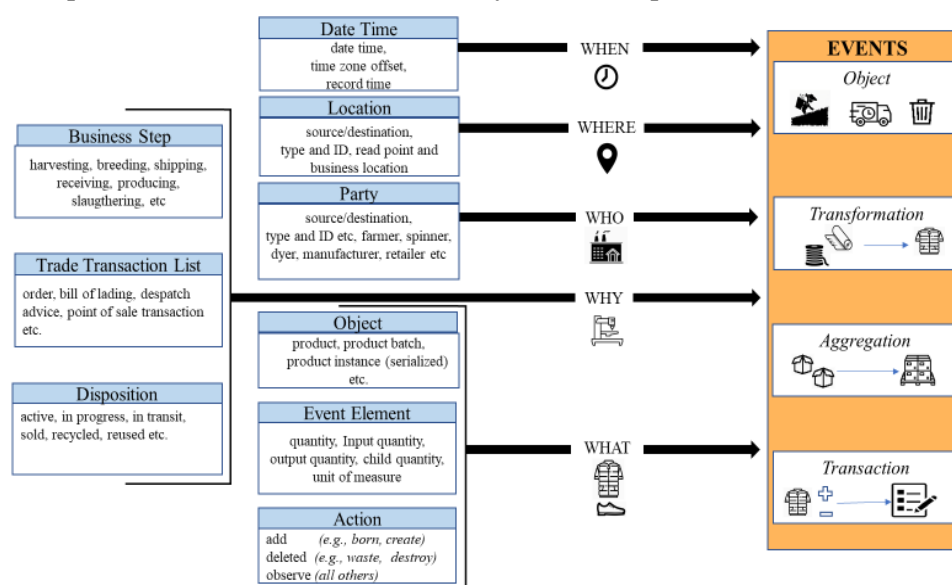 Date Time
date time,
time zone offset,
record time
WHEN
Location
source/destination,
type and ID, read point and
business location
WHERE
Party
source/destination,
type and ID etc, farmer, spinner,
dyer, manufacturer, retailer etc
WHO
Business Step
harvesting, breeding, shipping,
receiving, producing,
slaugthering, etc
Trade Transaction List
order, bill of lading, despatch
advice, point of sale transaction
etc.
Disposition
active, in progress, in transit,
sold, recycled, reused etc.
WHY
Object
product, product batch,
product instance (serialized)
etc.
Event Element
quantity, Input quantity,
output quantity, child quantity,
unit of measure
Action
add (e.g., born, create)
deleted (e.g., waste, destroy)
observe (all others)
WHAT
EVENTS
Object
Transformation
Aggregation
Transaction